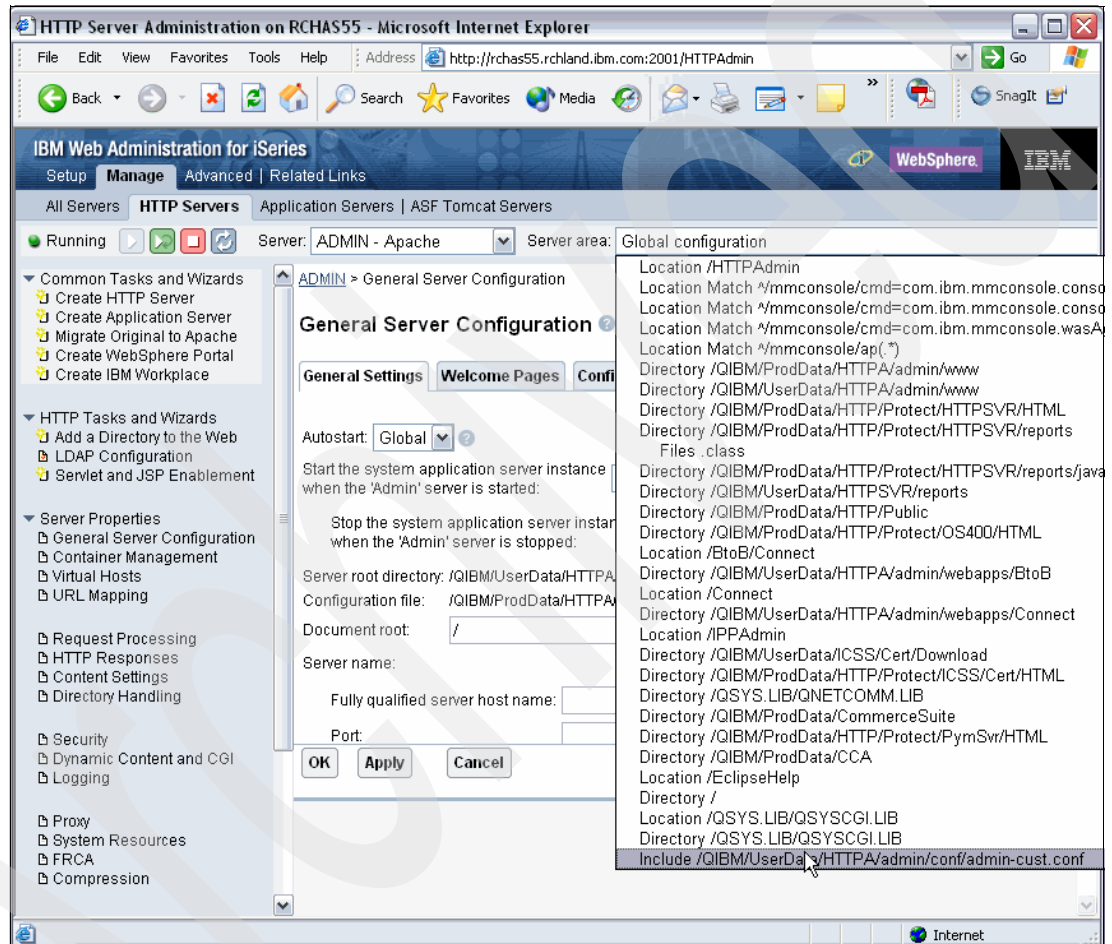 HTTP Server Administration on RCHAS55 - Microsoft Internet Explorer
File Edit View Favorites Tools Help Address http://rchas55.rchland.ibm.com:2001/HTTPAdmin Go
Back Search Favorites Media » SnagIt
IBM Web Administration for iSeries
WebSphere. IBM
Setup Manage Advanced | Related Links
All Servers HTTP Servers Application Servers | ASF Tomcat Servers
Running Server: ADMIN - Apache Server area: Global configuration
Common Tasks and Wizards
Create HTTP Server
Create Application Server
Migrate Original to Apache
Create WebSphere Portal
Create IBM Workplace
HTTP Tasks and Wizards
Add a Directory to the Web
LDAP Configuration
Servlet and JSP Enablement
Server Properties
General Server Configuration
Container Management
Virtual Hosts
URL Mapping
Request Processing
HTTP Responses
Content Settings
Directory Handling
Security
Dynamic Content and CGI
Logging
Proxy
System Resources
FRCA
Compression
ADMIN > General Server Configuration
General Server Configuration
General Settings Welcome Pages Confi
Autostart: Global
Start the system application server instance
when the 'Admin' server is started:
Stop the system application server instan
when the 'Admin' server is stopped:
Server root directory: /QIBM/UserData/HTTPA
Configuration file: /QIBM/ProdData/HTTPA/
Document root: /
Server name:
Fully qualified server host name:
Port:
OK Apply Cancel
Location /HTTPAdmin
Location Match ^/mmconsole/cmd=com.ibm.mmconsole.conso
Location Match ^/mmconsole/cmd=com.ibm.mmconsole.conso
Location Match ^/mmconsole/cmd=com.ibm.mmconsole.wasA
Location Match ^/mmconsole/ap(.*)
Directory /QIBM/ProdData/HTTPA/admin/www
Directory /QIBM/UserData/HTTPA/admin/www
Directory /QIBM/ProdData/HTTP/Protect/HTTPSVR/HTML
Directory /QIBM/ProdData/HTTP/Protect/HTTPSVR/reports
Files .class
Directory /QIBM/ProdData/HTTP/Protect/HTTPSVR/reports/java
Directory /QIBM/UserData/HTTPSVR/reports
Directory /QIBM/ProdData/HTTP/Public
Directory /QIBM/ProdData/HTTP/Protect/OS400/HTML
Location /BtoB/Connect
Directory /QIBM/UserData/HTTPA/admin/webapps/BtoB
Location /Connect
Directory /QIBM/UserData/HTTPA/admin/webapps/Connect
Location /IPPAdmin
Directory /QIBM/UserData/ICSS/Cert/Download
Directory /QIBM/ProdData/HTTP/Protect/ICSS/Cert/HTML
Directory /QSYS.LIB/QNETCOMM.LIB
Directory /QIBM/ProdData/CommerceSuite
Directory /QIBM/ProdData/HTTP/Protect/PymSvr/HTML
Directory /QIBM/ProdData/CCA
Location /EclipseHelp
Directory /
Location /QSYS.LIB/QSYSCGI.LIB
Directory /QSYS.LIB/QSYSCGI.LIB
Include /QIBM/UserData/HTTPA/admin/conf/admin-cust.conf
Internet